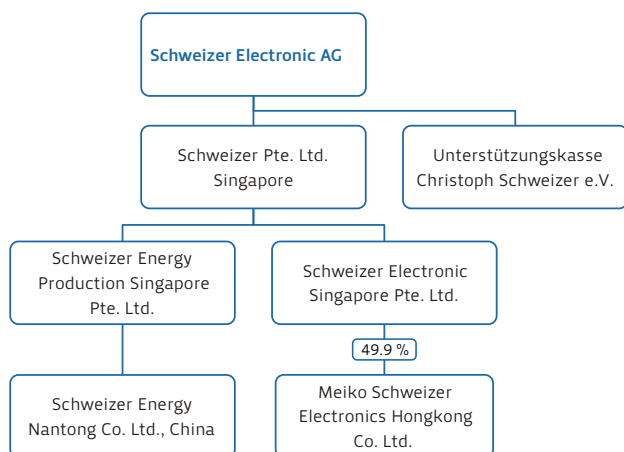 Schweizer Electronic AG
Schweizer Pte. Ltd.
Singapore
Unterstützungskasse
Christoph Schweizer e.V.
Schweizer Energy
Production Singapore
Pte. Ltd.
Schweizer Electronic
Singapore Pte. Ltd.
49.9 %
Schweizer Energy
Nantong Co. Ltd., China
Meiko Schweizer
Electronics Hongkong
Co. Ltd.